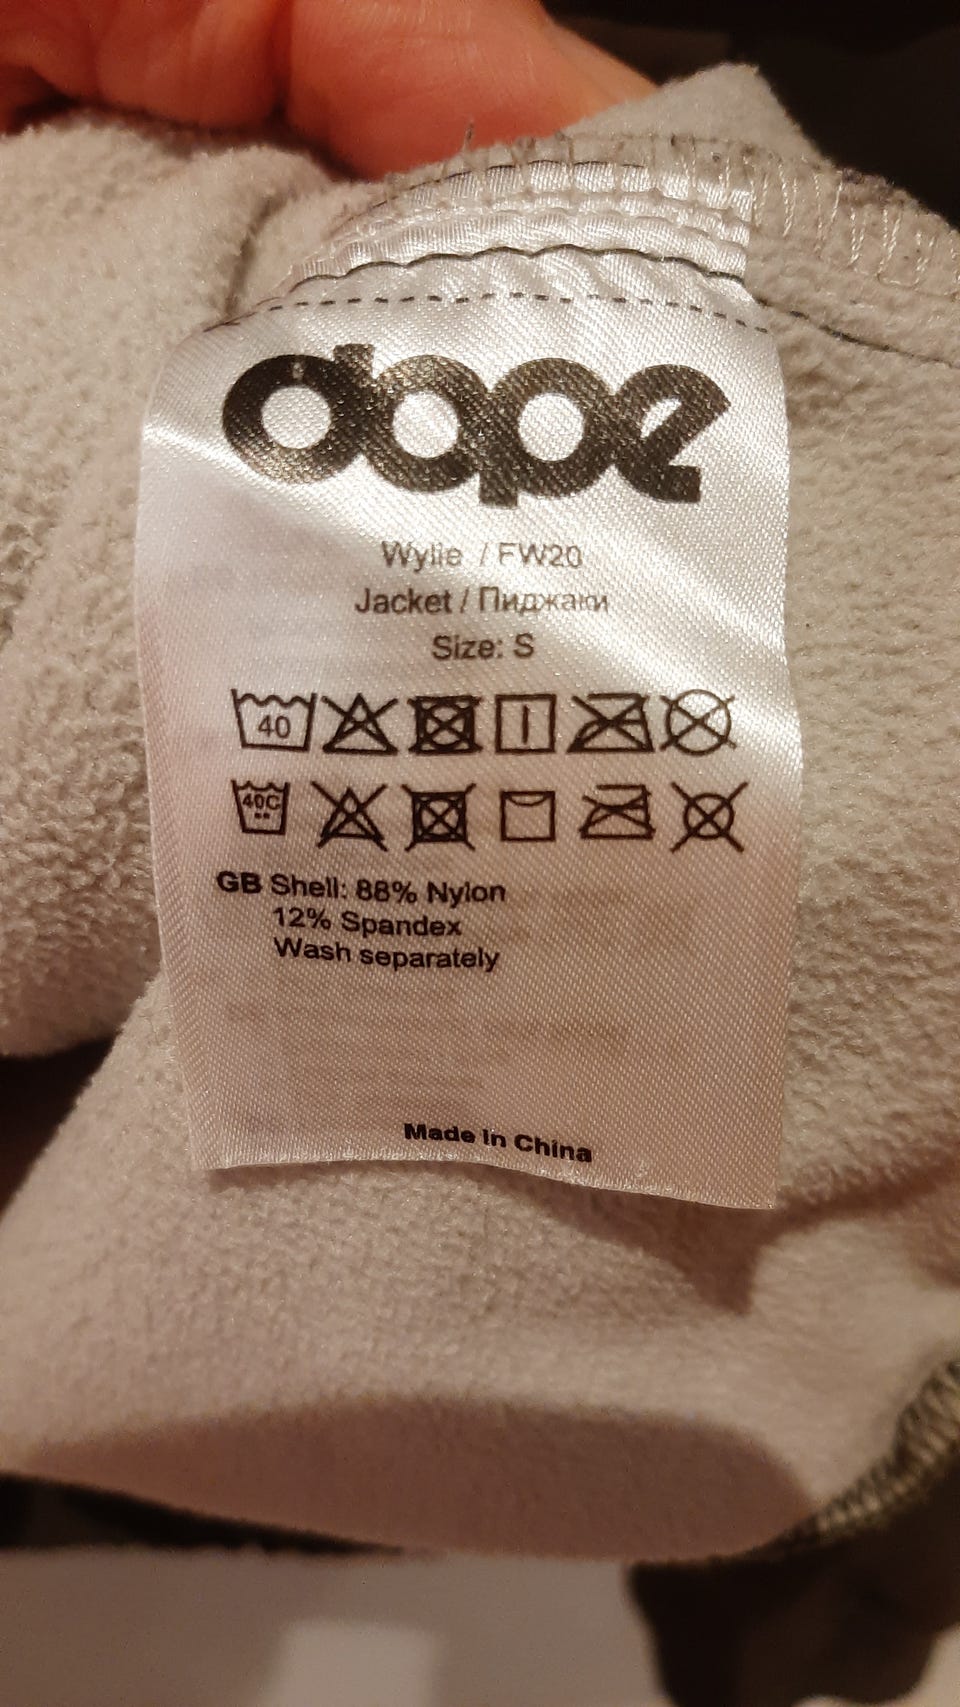 dope
Wylie / FW20
Jacket / Пиджаки
Size: S
40
40C
GB Shell: 88% Nylon
12% Spandex
Wash separately
Made in China